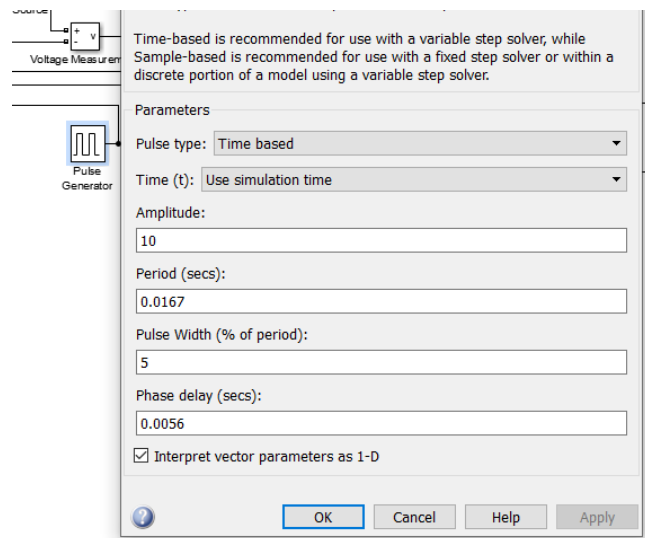 Source
+
-
v
Voltage Measurem
Time-based is recommended for use with a variable step solver, while
Sample-based is recommended for use with a fixed step solver or within a
discrete portion of a model using a variable step solver.
Parameters
Pulse type: Time based
Time (t): Use simulation time
Pulse
Generator
Amplitude:
10
Period (secs):
0.0167
Pulse Width (% of period):
5
Phase delay (secs):
0.0056
Interpret vector parameters as 1-D
? OK Cancel Help Apply